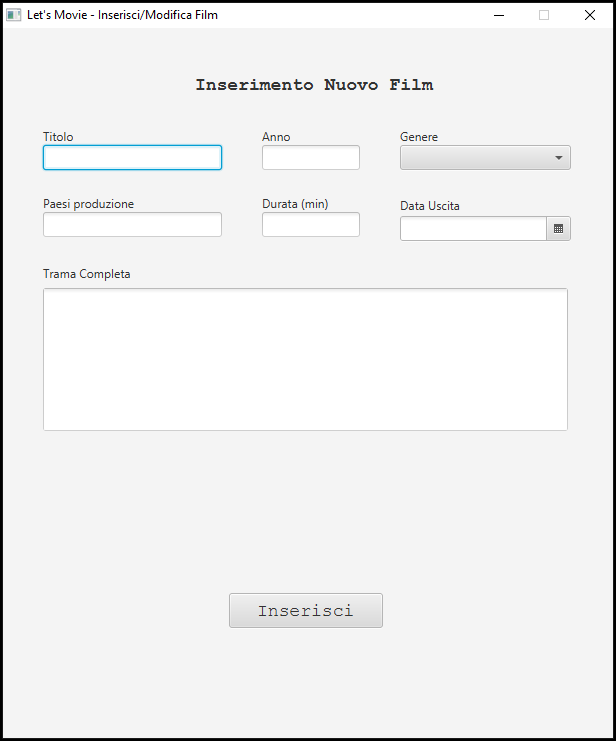 Let's Movie - Inserisci/Modifica Film
Inserimento Nuovo Film
Titolo
Anno
Genere
Paesi produzione
Durata (min)
Data Uscita
Trama Completa
Inserisci